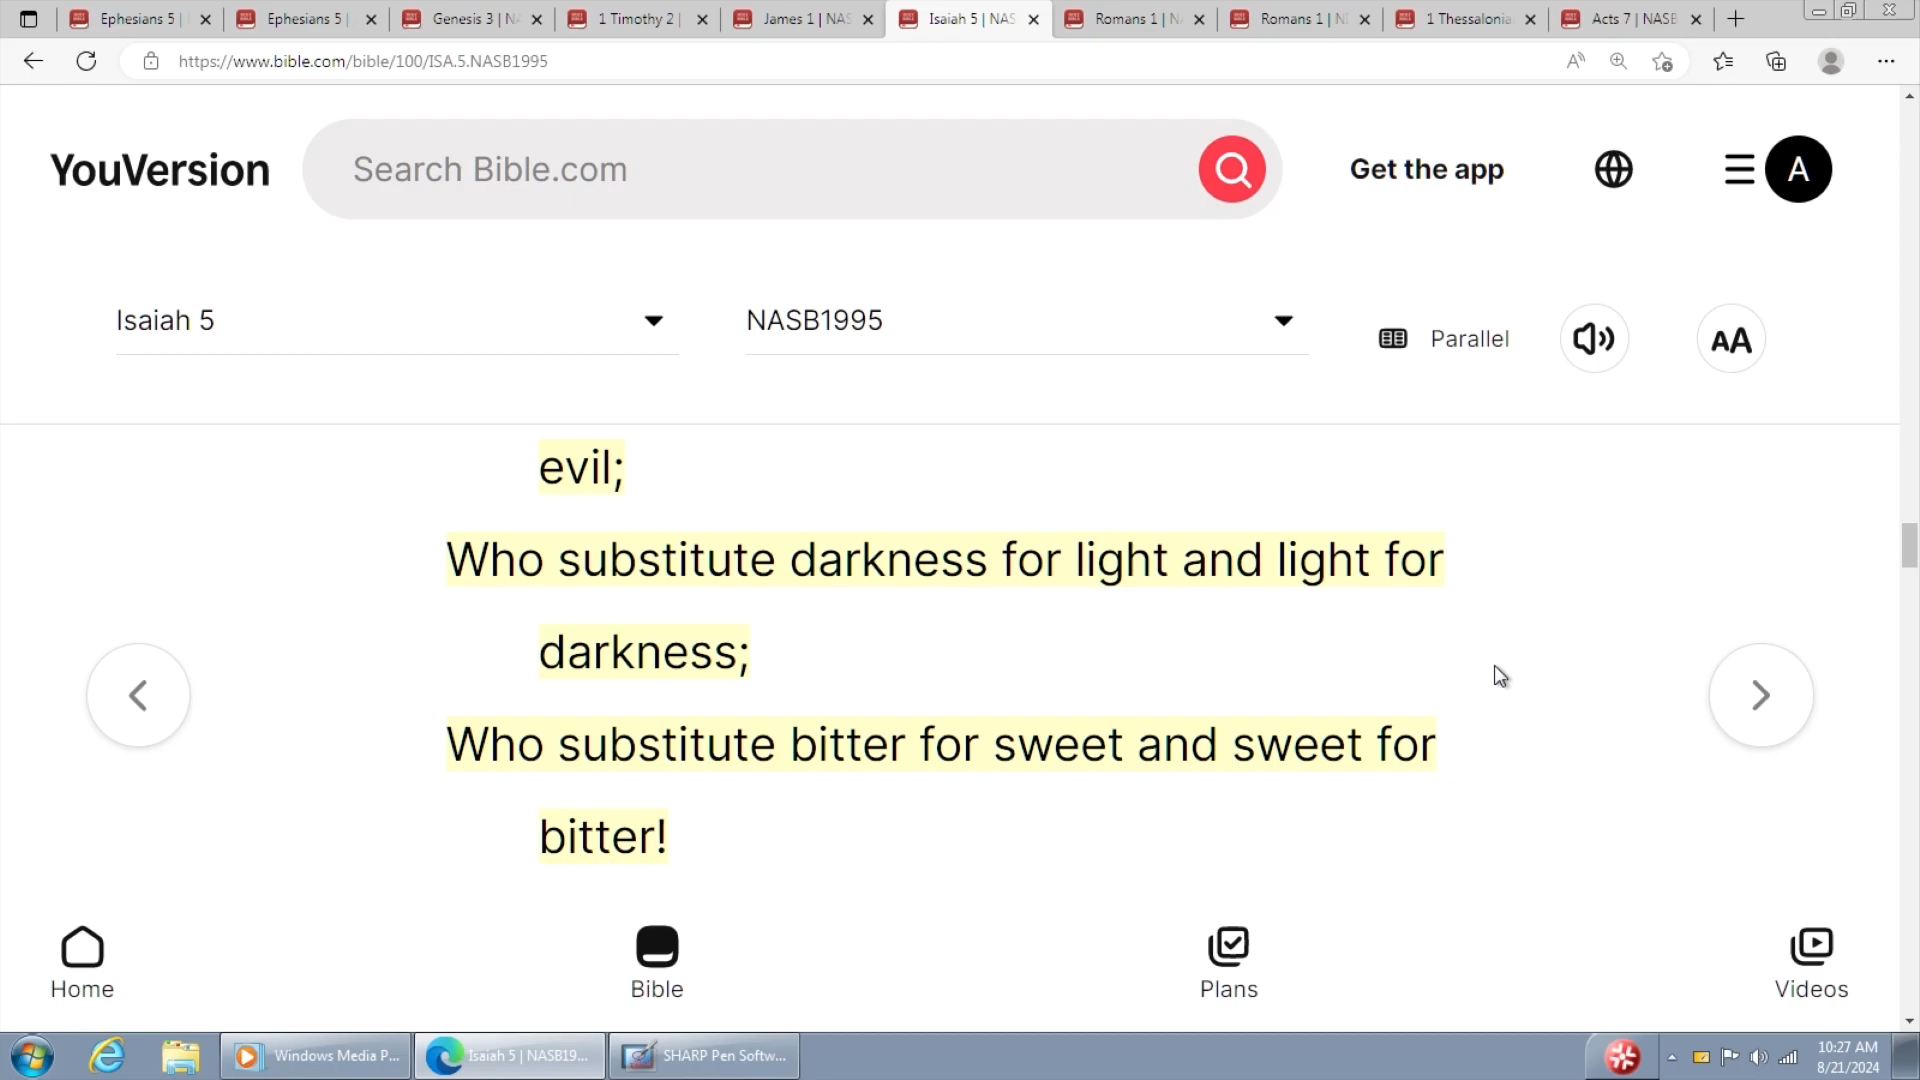 Ephesians 5 |
Ephesians 5 |
Genesis 3 | NA
1 Timothy 2 |
James 1 | NAS
Isaiah 5 | NAS
Romans 1 | N
Romans 1 | NI
1 Thessalonia
Acts 7 | NASB
https://www.bible.com/bible/100/ISA.5.NASB1995
YouVersion
Search Bible.com
Get the app
A
Isaiah 5
NASB1995
Parallel
AA
evil;
Who substitute darkness for light and light for
darkness;
Who substitute bitter for sweet and sweet for
bitter!
Home
Bible
Plans
Videos
Windows Media P...
Isaiah 5 | NASB19...
SHARP Pen Softw...
10:27 AM
8/21/2024